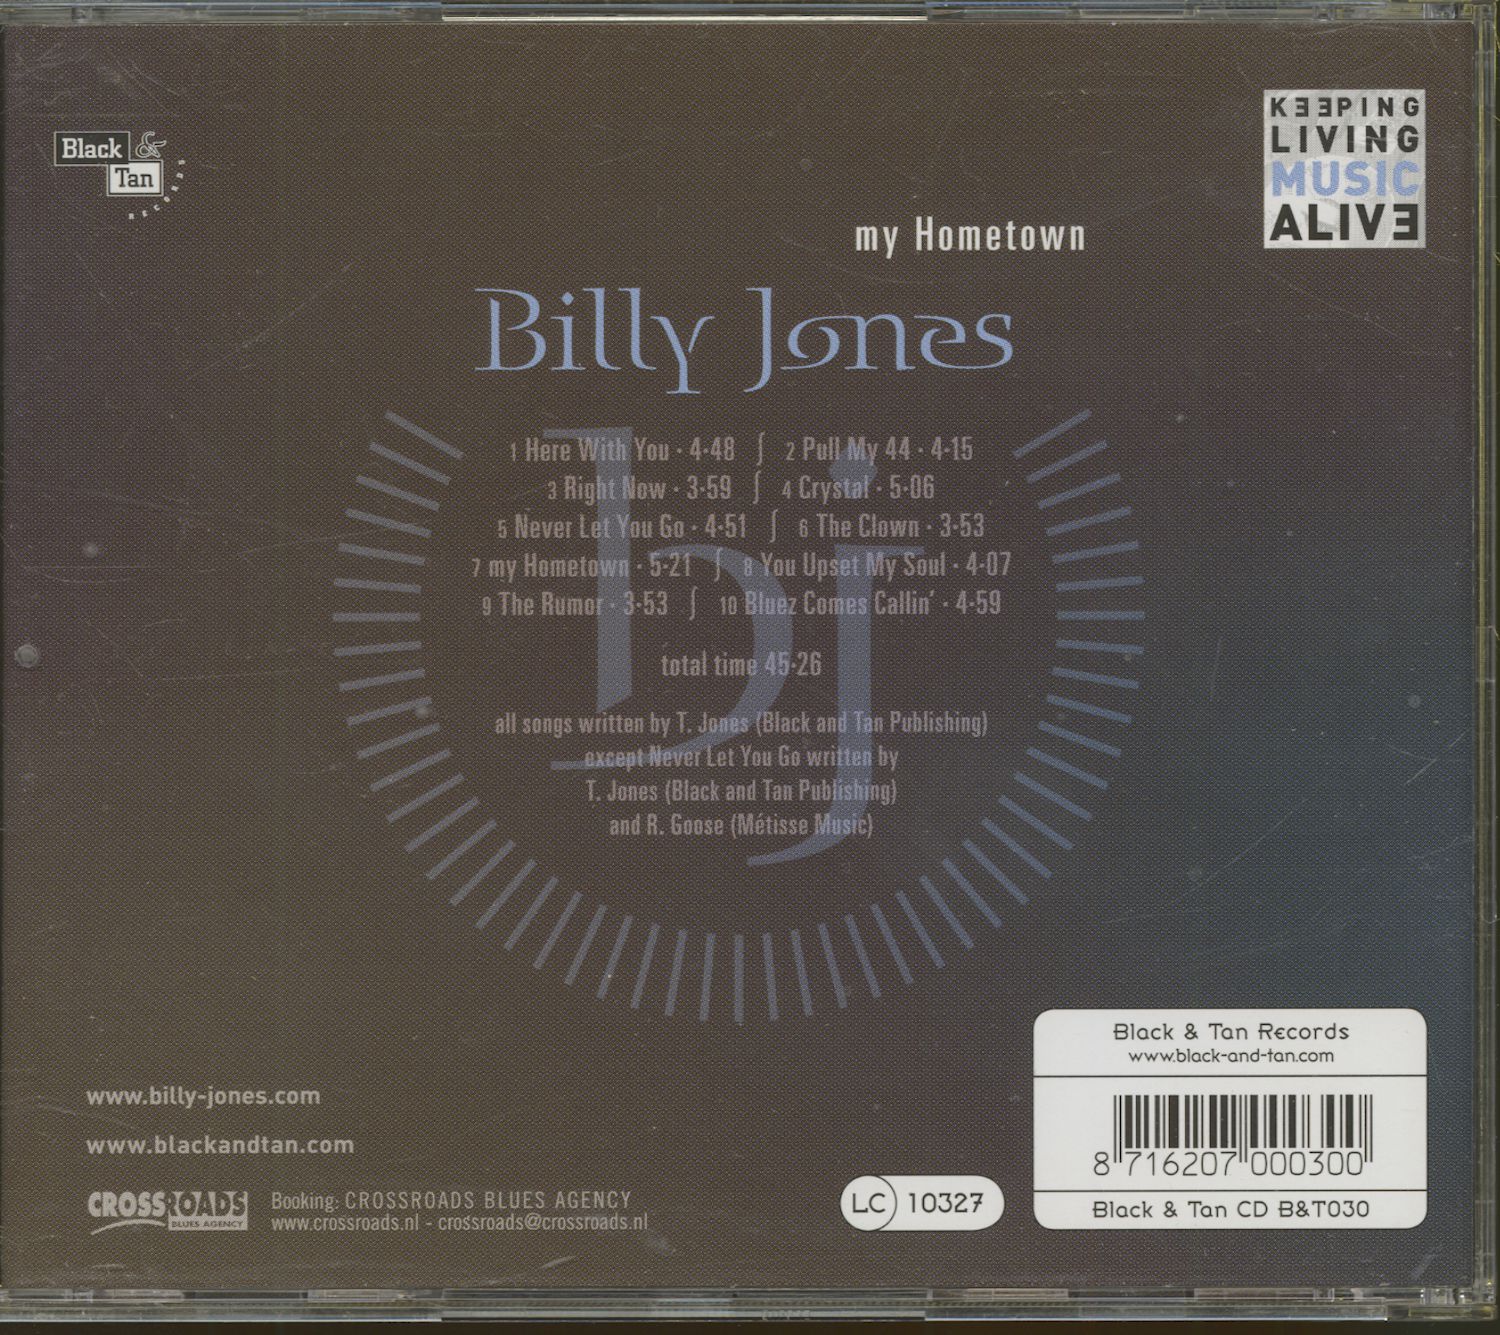 Black &
Tan
RECORDS
KEEPING
LIVING
MUSIC
ALIVE
my Hometown
Billy Jones
bj
1 Here With You · 4·48 ∫ 2 Pull My 44 · 4·15
3 Right Now · 3·59 ∫ 4 Crystal · 5·06
5 Never Let You Go · 4·51 ∫ 6 The Clown · 3·53
7 my Hometown · 5·21 ∫ 8 You Upset My Soul · 4·07
9 The Rumor · 3·53 ∫ 10 Bluez Comes Callin' · 4·59
total time 45·26
all songs written by T. Jones (Black and Tan Publishing)
except Never Let You Go written by
T. Jones (Black and Tan Publishing)
and R. Goose (Métisse Music)
www.billy-jones.com
www.blackandtan.com
CROSSROADS
BLUES AGENCY
Booking: CROSSROADS BLUES AGENCY
www.crossroads.nl - crossroads@crossroads.nl
LC 10327
Black & Tan Records
www.black-and-tan.com
8 716207 000300
Black & Tan CD B&T030